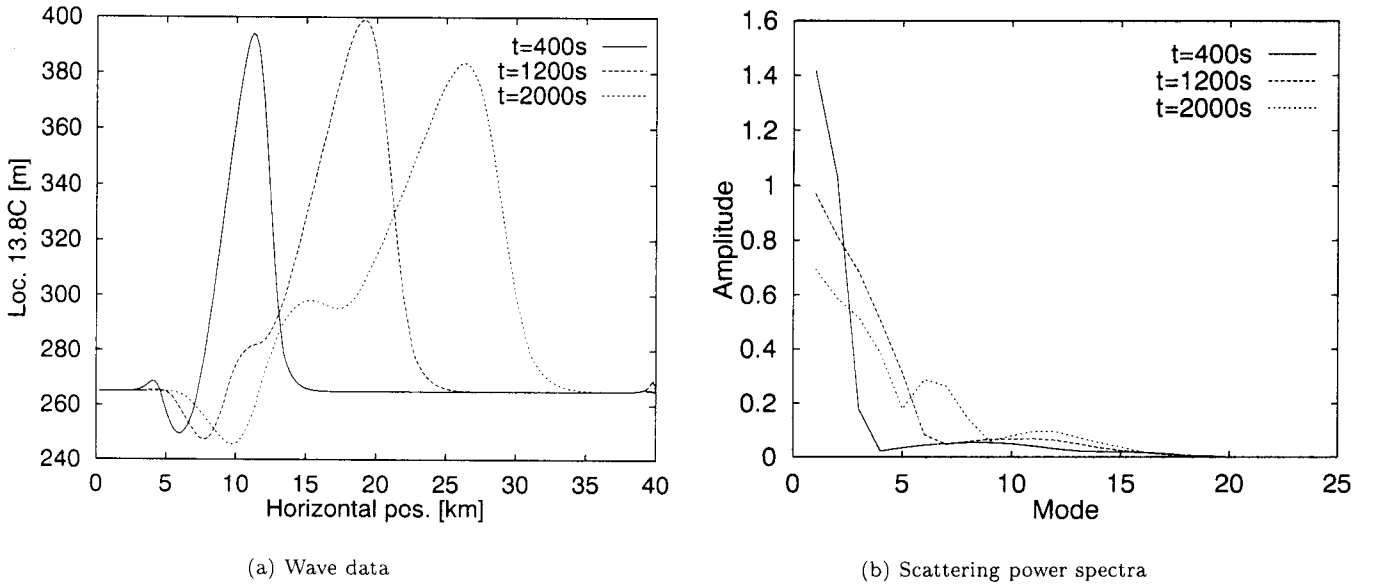 400
380
360
340
320
300
280
260
240
Loc. 13.8C [m]
t=400s
t=1200s
t=2000s
0 5 10 15 20 25 30 35 40
Horizontal pos. [km]
(a) Wave data
1.6
1.4
1.2
1
0.8
0.6
0.4
0.2
0
Amplitude
t=400s
t=1200s
t=2000s
0 5 10 15 20 25
Mode
(b) Scattering power spectra